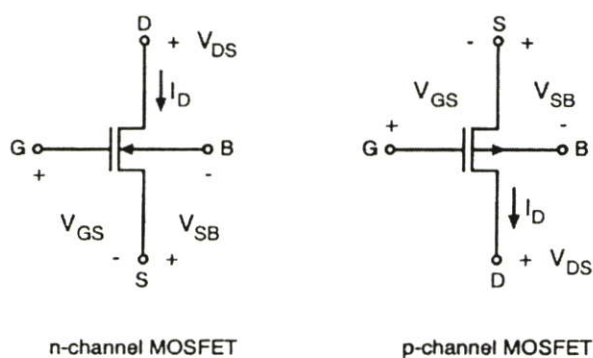 D
+ V_DS
I_D
G
B
+
-
V_GS
V_SB
-
+
S
n-channel MOSFET
S
-
+
V_GS
V_SB
+
-
G
B
I_D
+ V_DS
D
p-channel MOSFET